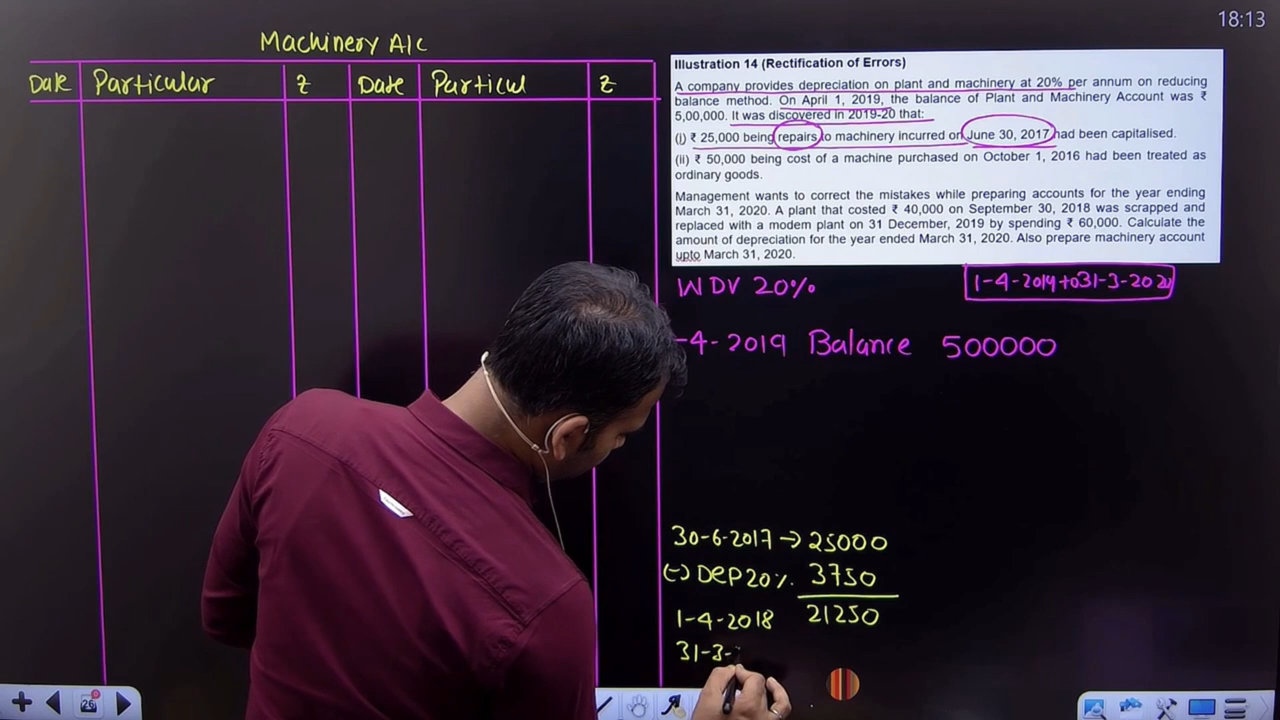 18:13
Machinery A/c
Date Particular ₹ Date Particul ₹
Illustration 14 (Rectification of Errors)
A company provides depreciation on plant and machinery at 20% per annum on reducing
balance method. On April 1, 2019, the balance of Plant and Machinery Account was ₹
5,00,000. It was discovered in 2019-20 that:
(i) ₹ 25,000 being repairs to machinery incurred on June 30, 2017 had been capitalised.
(ii) ₹ 50,000 being cost of a machine purchased on October 1, 2016 had been treated as
ordinary goods.
Management wants to correct the mistakes while preparing accounts for the year ending
March 31, 2020. A plant that costed ₹ 40,000 on September 30, 2018 was scrapped and
replaced with a modem plant on 31 December, 2019 by spending ₹ 60,000. Calculate the
amount of depreciation for the year ended March 31, 2020. Also prepare machinery account
upto March 31, 2020.
WDV 20% 1-4-2019 to 31-3-2020
-4-2019 Balance 500000
30-6-2017 → 25000
(-) Dep 20%. 3750
1-4-2018 21250
31-3-
26